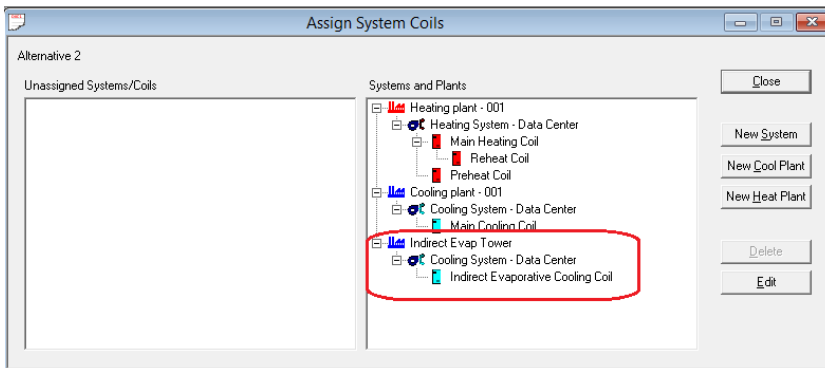 Assign System Coils
Alternative 2
Unassigned Systems/Coils
Systems and Plants
Heating plant - 001
Heating System - Data Center
Main Heating Coil
Reheat Coil
Preheat Coil
Cooling plant - 001
Cooling System - Data Center
Main Cooling Coil
Indirect Evap Tower
Cooling System - Data Center
Indirect Evaporative Cooling Coil
Close
New System
New Cool Plant
New Heat Plant
Delete
Edit